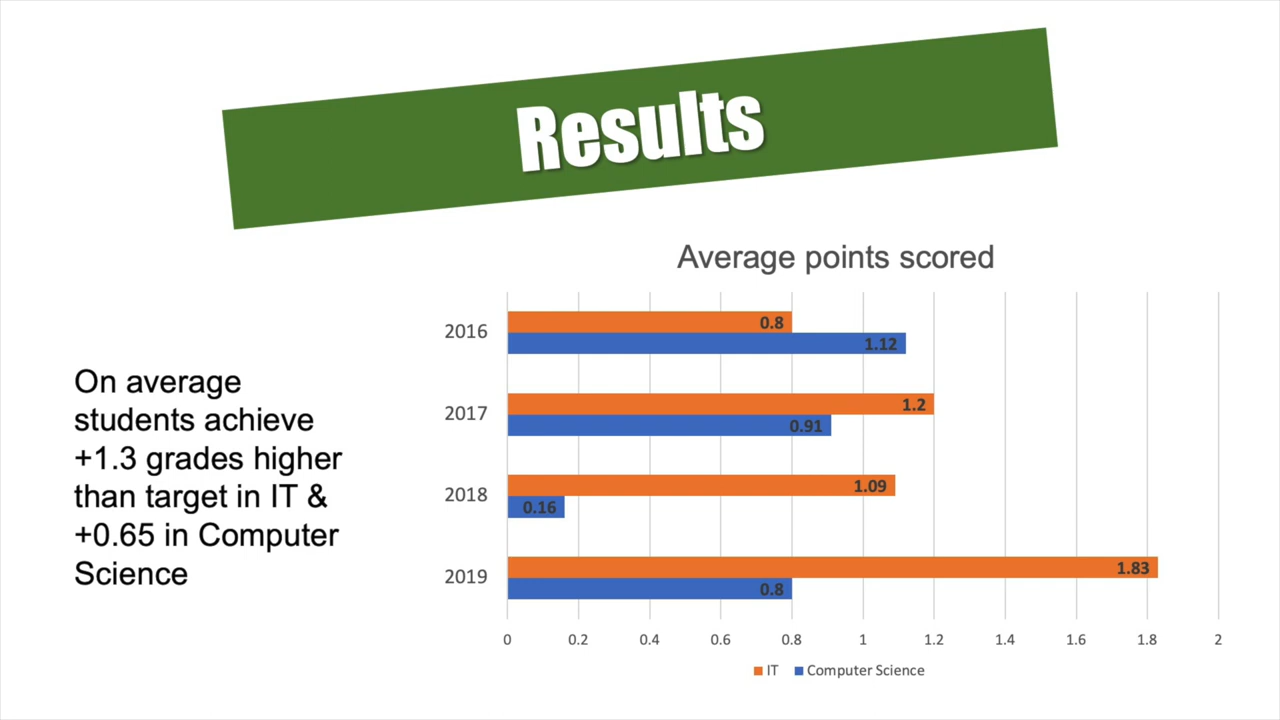 Results
Average points scored
On average
students achieve
+1.3 grades higher
than target in IT &
+0.65 in Computer
Science
2016
0.8
1.12
2017
1.2
0.91
2018
1.09
0.16
2019
1.83
0.8
0 0.2 0.4 0.6 0.8 1 1.2 1.4 1.6 1.8 2
IT Computer Science